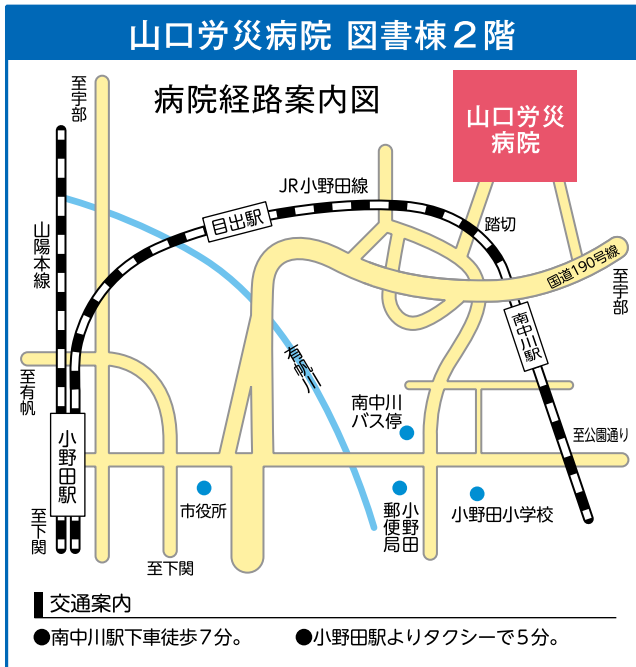 山口労災病院 図書棟２階
至宇部
病院経路案内図
山口労災
病院
JR小野田線
目出駅
踏切
山陽本線
国道190号線
至宇部
南中川駅
有帆川
至有帆
南中川
バス停
至公園通り
小野田駅
市役所
小野田
郵便局
小野田小学校
至下関
至下関
交通案内
●南中川駅下車徒歩７分。
●小野田駅よりタクシーで５分。